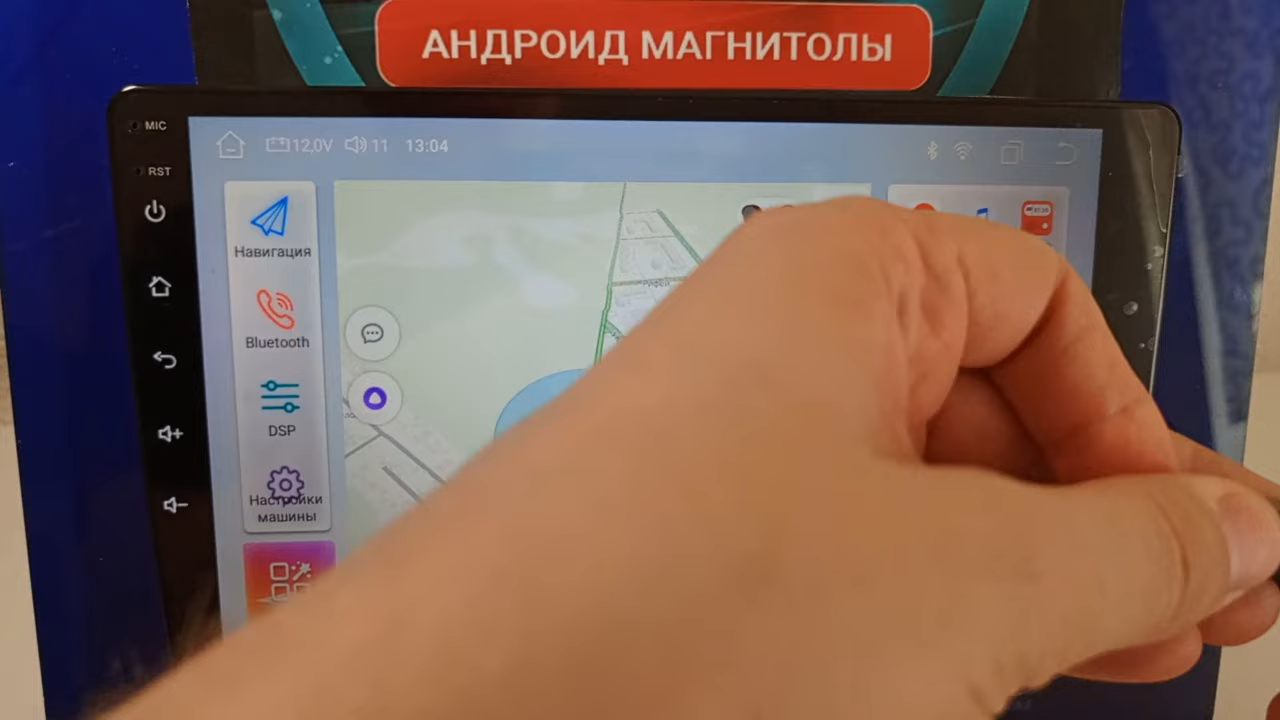 АНДРОИД МАГНИТОЛЫ
MIC
12,0V 11 13:04
RST
Навигация
Bluetooth
DSP
Настройки
машины